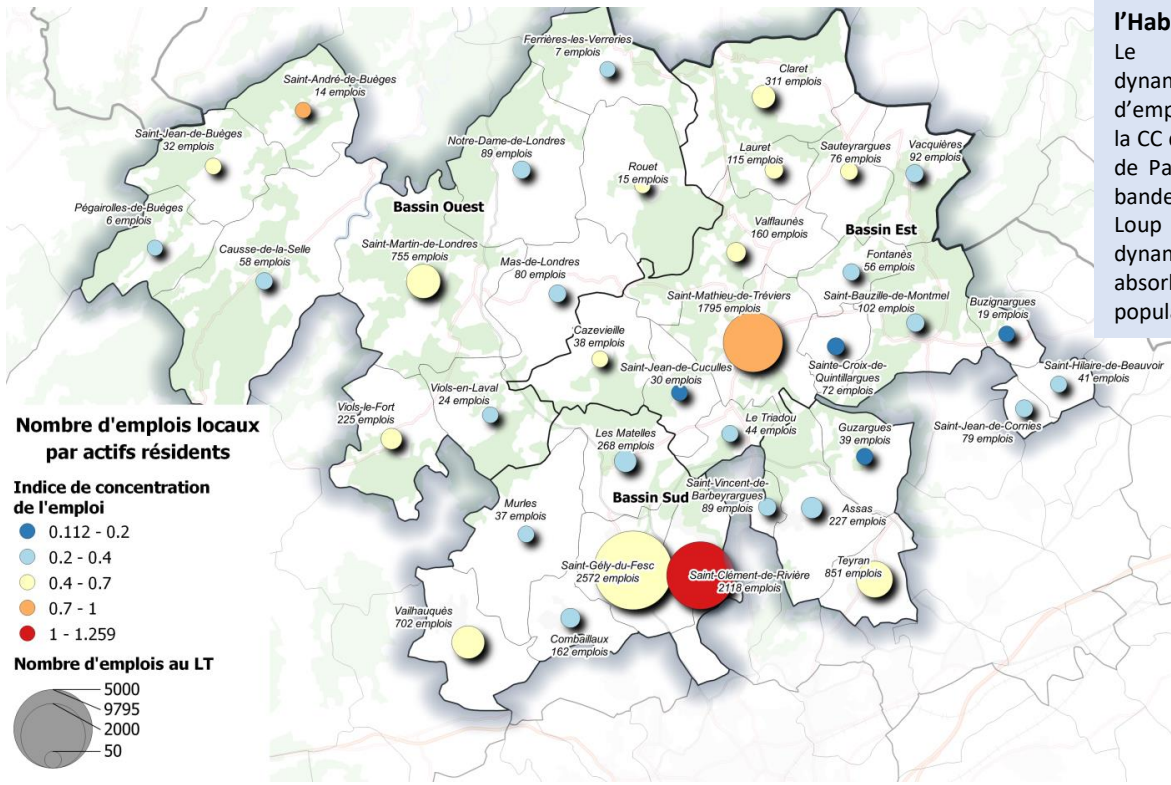 l'Hab
Le
dynan
d'emp
la CC
de Pa
bande
Loup
dynan
absorl
popula
Ferrières-les-Verreries
7 emplois
Claret
311 emplois
Saint-André-de-Buèges
14 emplois
Saint-Jean-de-Buèges
32 emplois
Notre-Dame-de-Londres
89 emplois
Rouet
15 emplois
Lauret
115 emplois
Sauteyrargues
76 emplois
Vacquières
92 emplois
Pégairolles-de-Buèges
6 emplois
Bassin Ouest
Causse-de-la-Selle
58 emplois
Saint-Martin-de-Londres
755 emplois
Mas-de-Londres
80 emplois
Valflaunès
160 emplois
Bassin Est
Fontanès
56 emplois
Saint-Mathieu-de-Tréviers
1795 emplois
Saint-Bauzille-de-Montmel
102 emplois
Buzignargues
19 emplois
Cazevieille
38 emplois
Saint-Jean-de-Cuculles
30 emplois
Sainte-Croix-de-
Quintillargues
72 emplois
Saint-Hilaire-de-Beauvoir
41 emplois
Saint-Jean-de-Cornies
79 emplois
Viols-en-Laval
24 emplois
Viols-le-Fort
225 emplois
Le Triadou
44 emplois
Guzargues
39 emplois
Les Matelles
268 emplois
Bassin Sud
Saint-Vincent-de-
Barbeyrargues
89 emplois
Assas
227 emplois
Murles
37 emplois
Saint-Gély-du-Fesc
2572 emplois
Saint-Clément-de-Rivière
2118 emplois
Teyran
851 emplois
Vailhauquès
702 emplois
Combaillaux
162 emplois
Nombre d'emplois locaux
par actifs résidents
Indice de concentration
de l'emploi
0.112 - 0.2
0.2 - 0.4
0.4 - 0.7
0.7 - 1
1 - 1.259
Nombre d'emplois au LT
5000
9795
2000
50